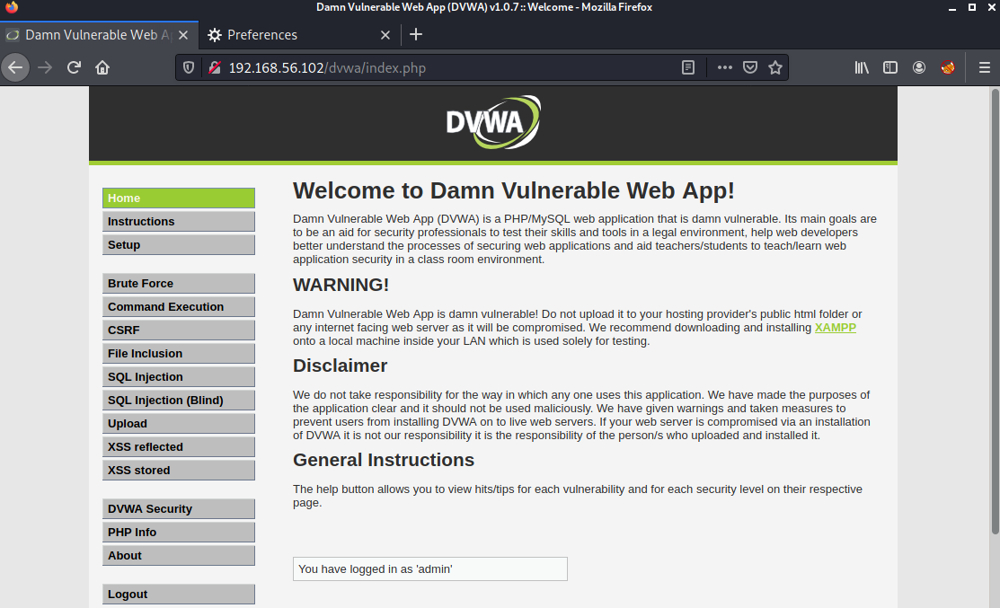 Damn Vulnerable Web App (DVWA) v1.0.7 :: Welcome - Mozilla Firefox
Damn Vulnerable Web A
Preferences
192.168.56.102/dvwa/index.php
DVWA
Home
Instructions
Setup
Brute Force
Command Execution
CSRF
File Inclusion
SQL Injection
SQL Injection (Blind)
Upload
XSS reflected
XSS stored
DVWA Security
PHP Info
About
Logout
Welcome to Damn Vulnerable Web App!
Damn Vulnerable Web App (DVWA) is a PHP/MySQL web application that is damn vulnerable. Its main goals are
to be an aid for security professionals to test their skills and tools in a legal environment, help web developers
better understand the processes of securing web applications and aid teachers/students to teach/learn web
application security in a class room environment.
WARNING!
Damn Vulnerable Web App is damn vulnerable! Do not upload it to your hosting provider's public html folder or
any internet facing web server as it will be compromised. We recommend downloading and installing XAMPP
onto a local machine inside your LAN which is used solely for testing.
Disclaimer
We do not take responsibility for the way in which any one uses this application. We have made the purposes of
the application clear and it should not be used maliciously. We have given warnings and taken measures to
prevent users from installing DVWA on to live web servers. If your web server is compromised via an installation
of DVWA it is not our responsibility it is the responsibility of the person/s who uploaded and installed it.
General Instructions
The help button allows you to view hits/tips for each vulnerability and for each security level on their respective
page.
You have logged in as 'admin'